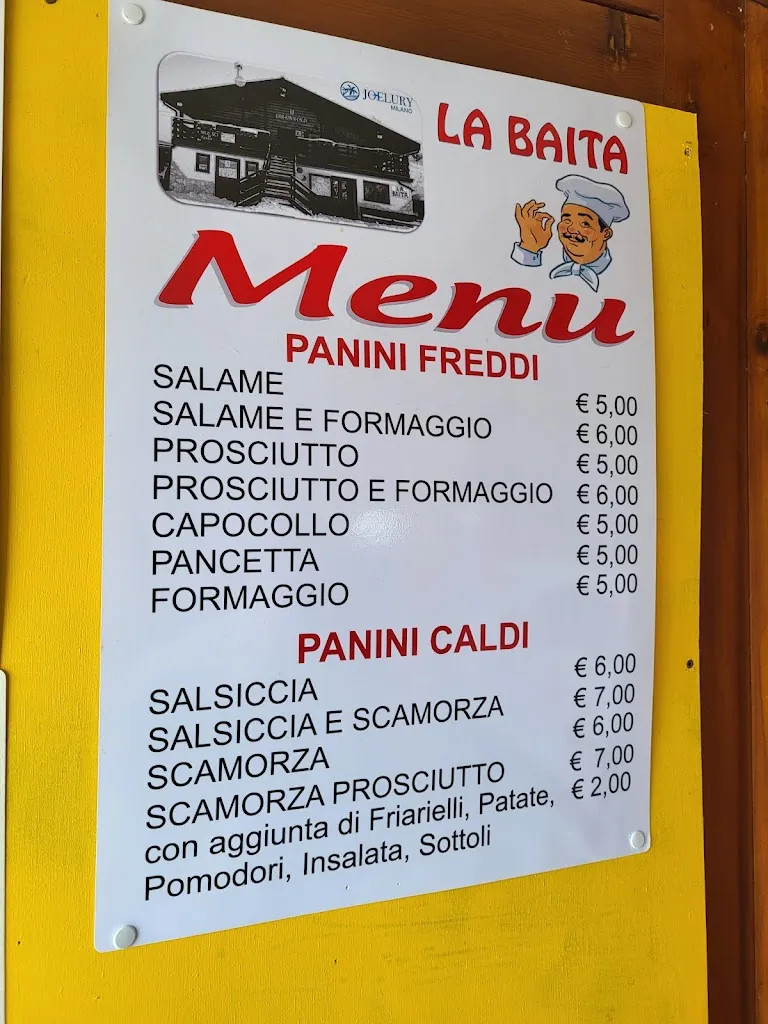 JOELURY
MILANO
LA BAITA
LA
BAITA
Menu
PANINI FREDDI
SALAME € 5,00
SALAME E FORMAGGIO € 6,00
PROSCIUTTO € 5,00
PROSCIUTTO E FORMAGGIO € 6,00
CAPOCOLLO € 5,00
PANCETTA € 5,00
FORMAGGIO € 5,00
PANINI CALDI
SALSICCIA € 6,00
SALSICCIA E SCAMORZA € 7,00
SCAMORZA € 6,00
SCAMORZA PROSCIUTTO € 7,00
con aggiunta di Friarielli, Patate, € 2,00
Pomodori, Insalata, Sottoli